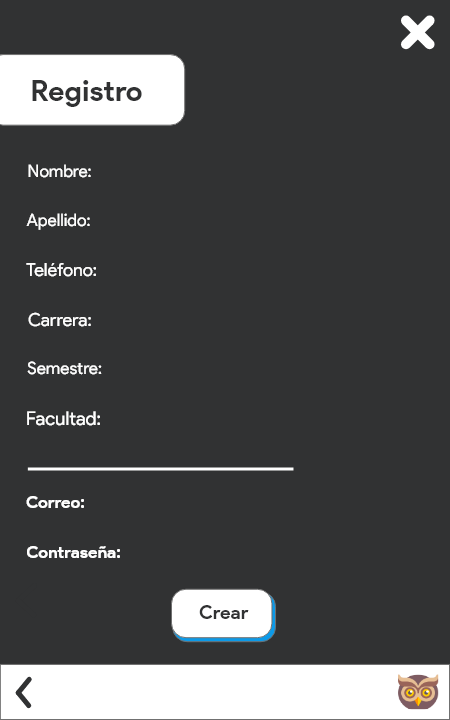 Registro
Nombre:
Apellido:
Teléfono:
Carrera:
Semestre:
Facultad:
Correo:
Contraseña:
Crear